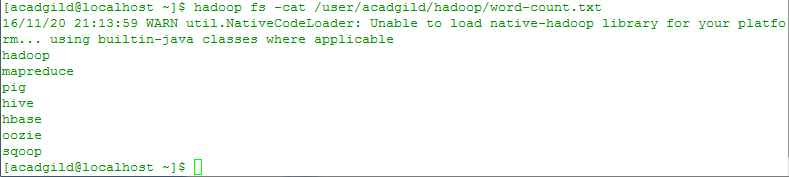 [acadgild@localhost ~]$ hadoop fs -cat /user/acadgild/hadoop/word-count.txt
16/11/20 21:13:59 WARN util.NativeCodeLoader: Unable to load native-hadoop library for your platfo
rm... using builtin-java classes where applicable
hadoop
mapreduce
pig
hive
hbase
oozie
sqoop
[acadgild@localhost ~]$